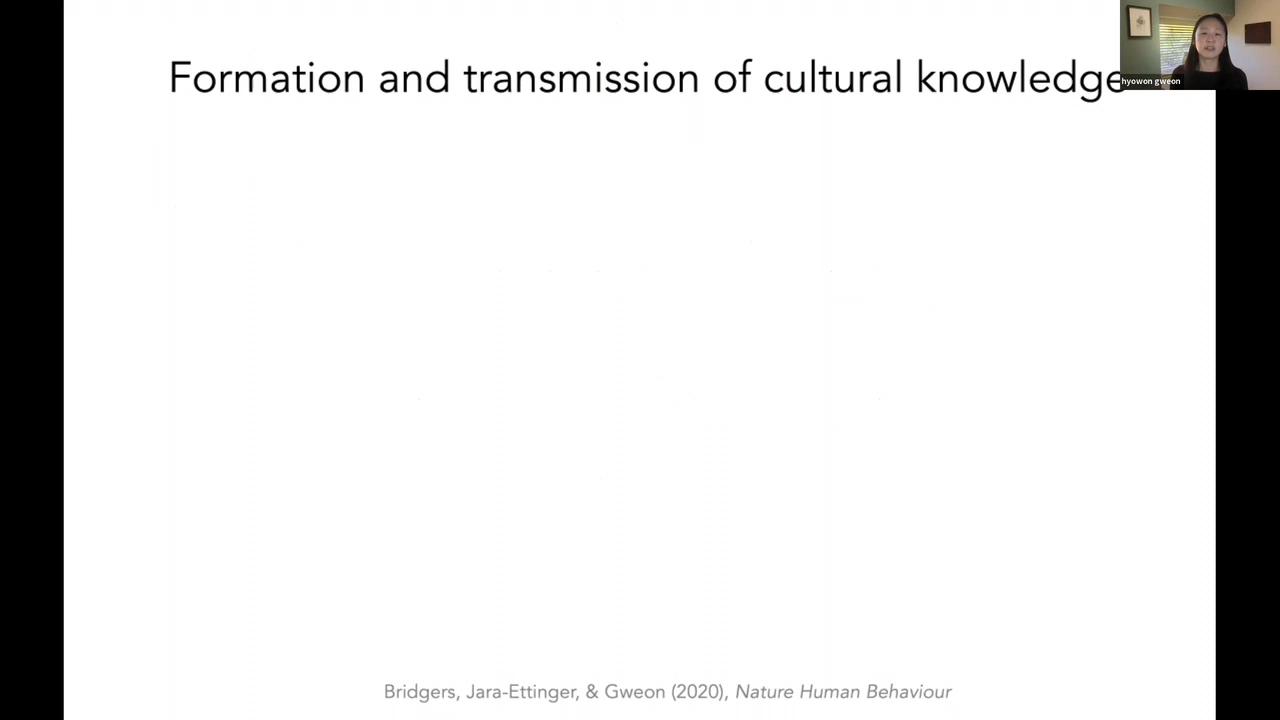 Formation and transmission of cultural knowledge
hyowon gweon
Bridgers, Jara-Ettinger, & Gweon (2020), Nature Human Behaviour